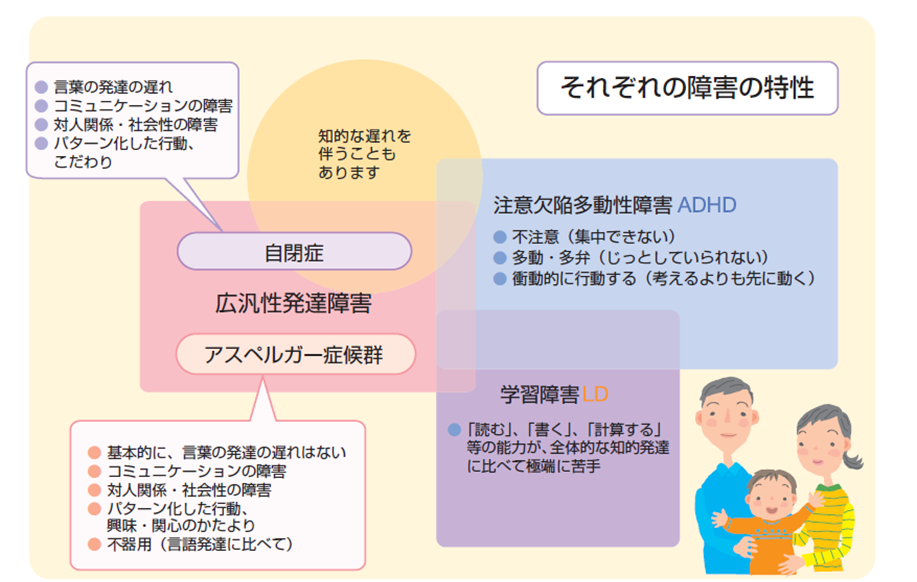 それぞれの障害の特性
●言葉の発達の遅れ
●コミュニケーションの障害
●対人関係・社会性の障害
●パターン化した行動、
こだわり
知的な遅れを
伴うことも
あります
自閉症
広汎性発達障害
アスペルガー症候群
●基本的に、言葉の発達の遅れはない
●コミュニケーションの障害
●対人関係・社会性の障害
●パターン化した行動、
興味・関心のかたより
●不器用（言語発達に比べて）
注意欠陥多動性障害 ADHD
●不注意（集中できない）
●多動・多弁（じっとしていられない）
●衝動的に行動する（考えるよりも先に動く）
学習障害 LD
●「読む」、「書く」、「計算する」
等の能力が、全体的な知的発達
に比べて極端に苦手